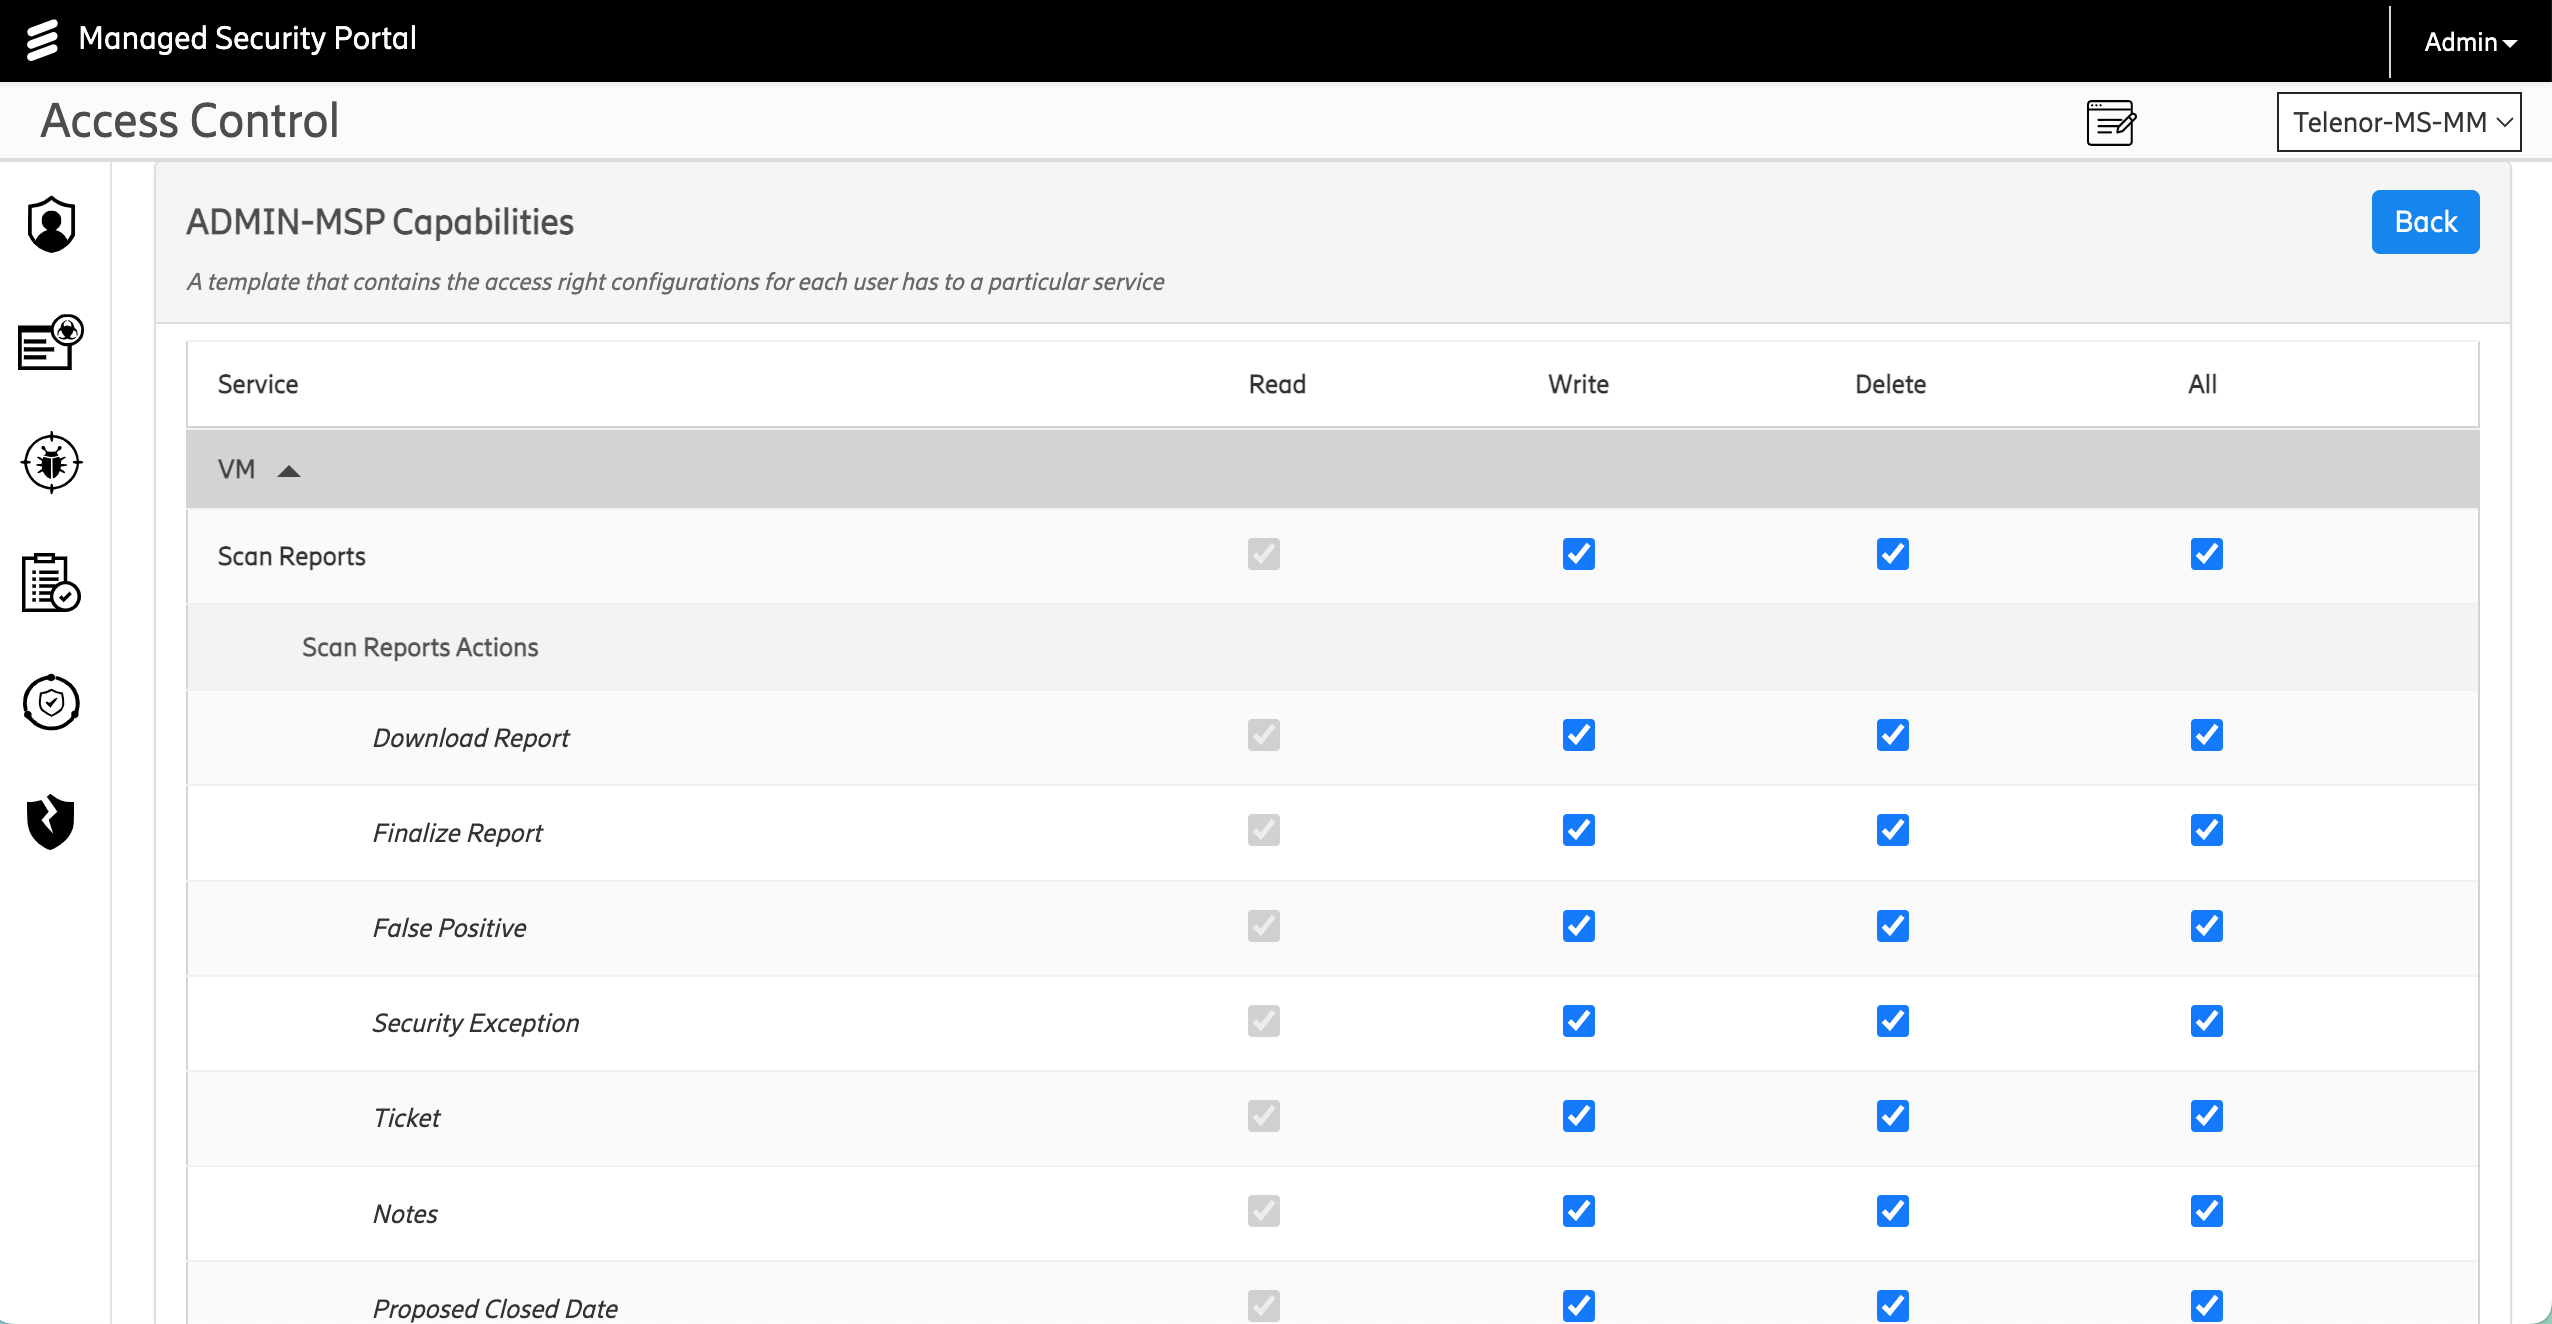 Managed Security Portal
Admin
Access Control
Telenor-MS-MM
ADMIN-MSP Capabilities
Back
A template that contains the access right configurations for each user has to a particular service
Service Read Write Delete All
VM
Scan Reports
Scan Reports Actions
Download Report
Finalize Report
False Positive
Security Exception
Ticket
Notes
Proposed Closed Date